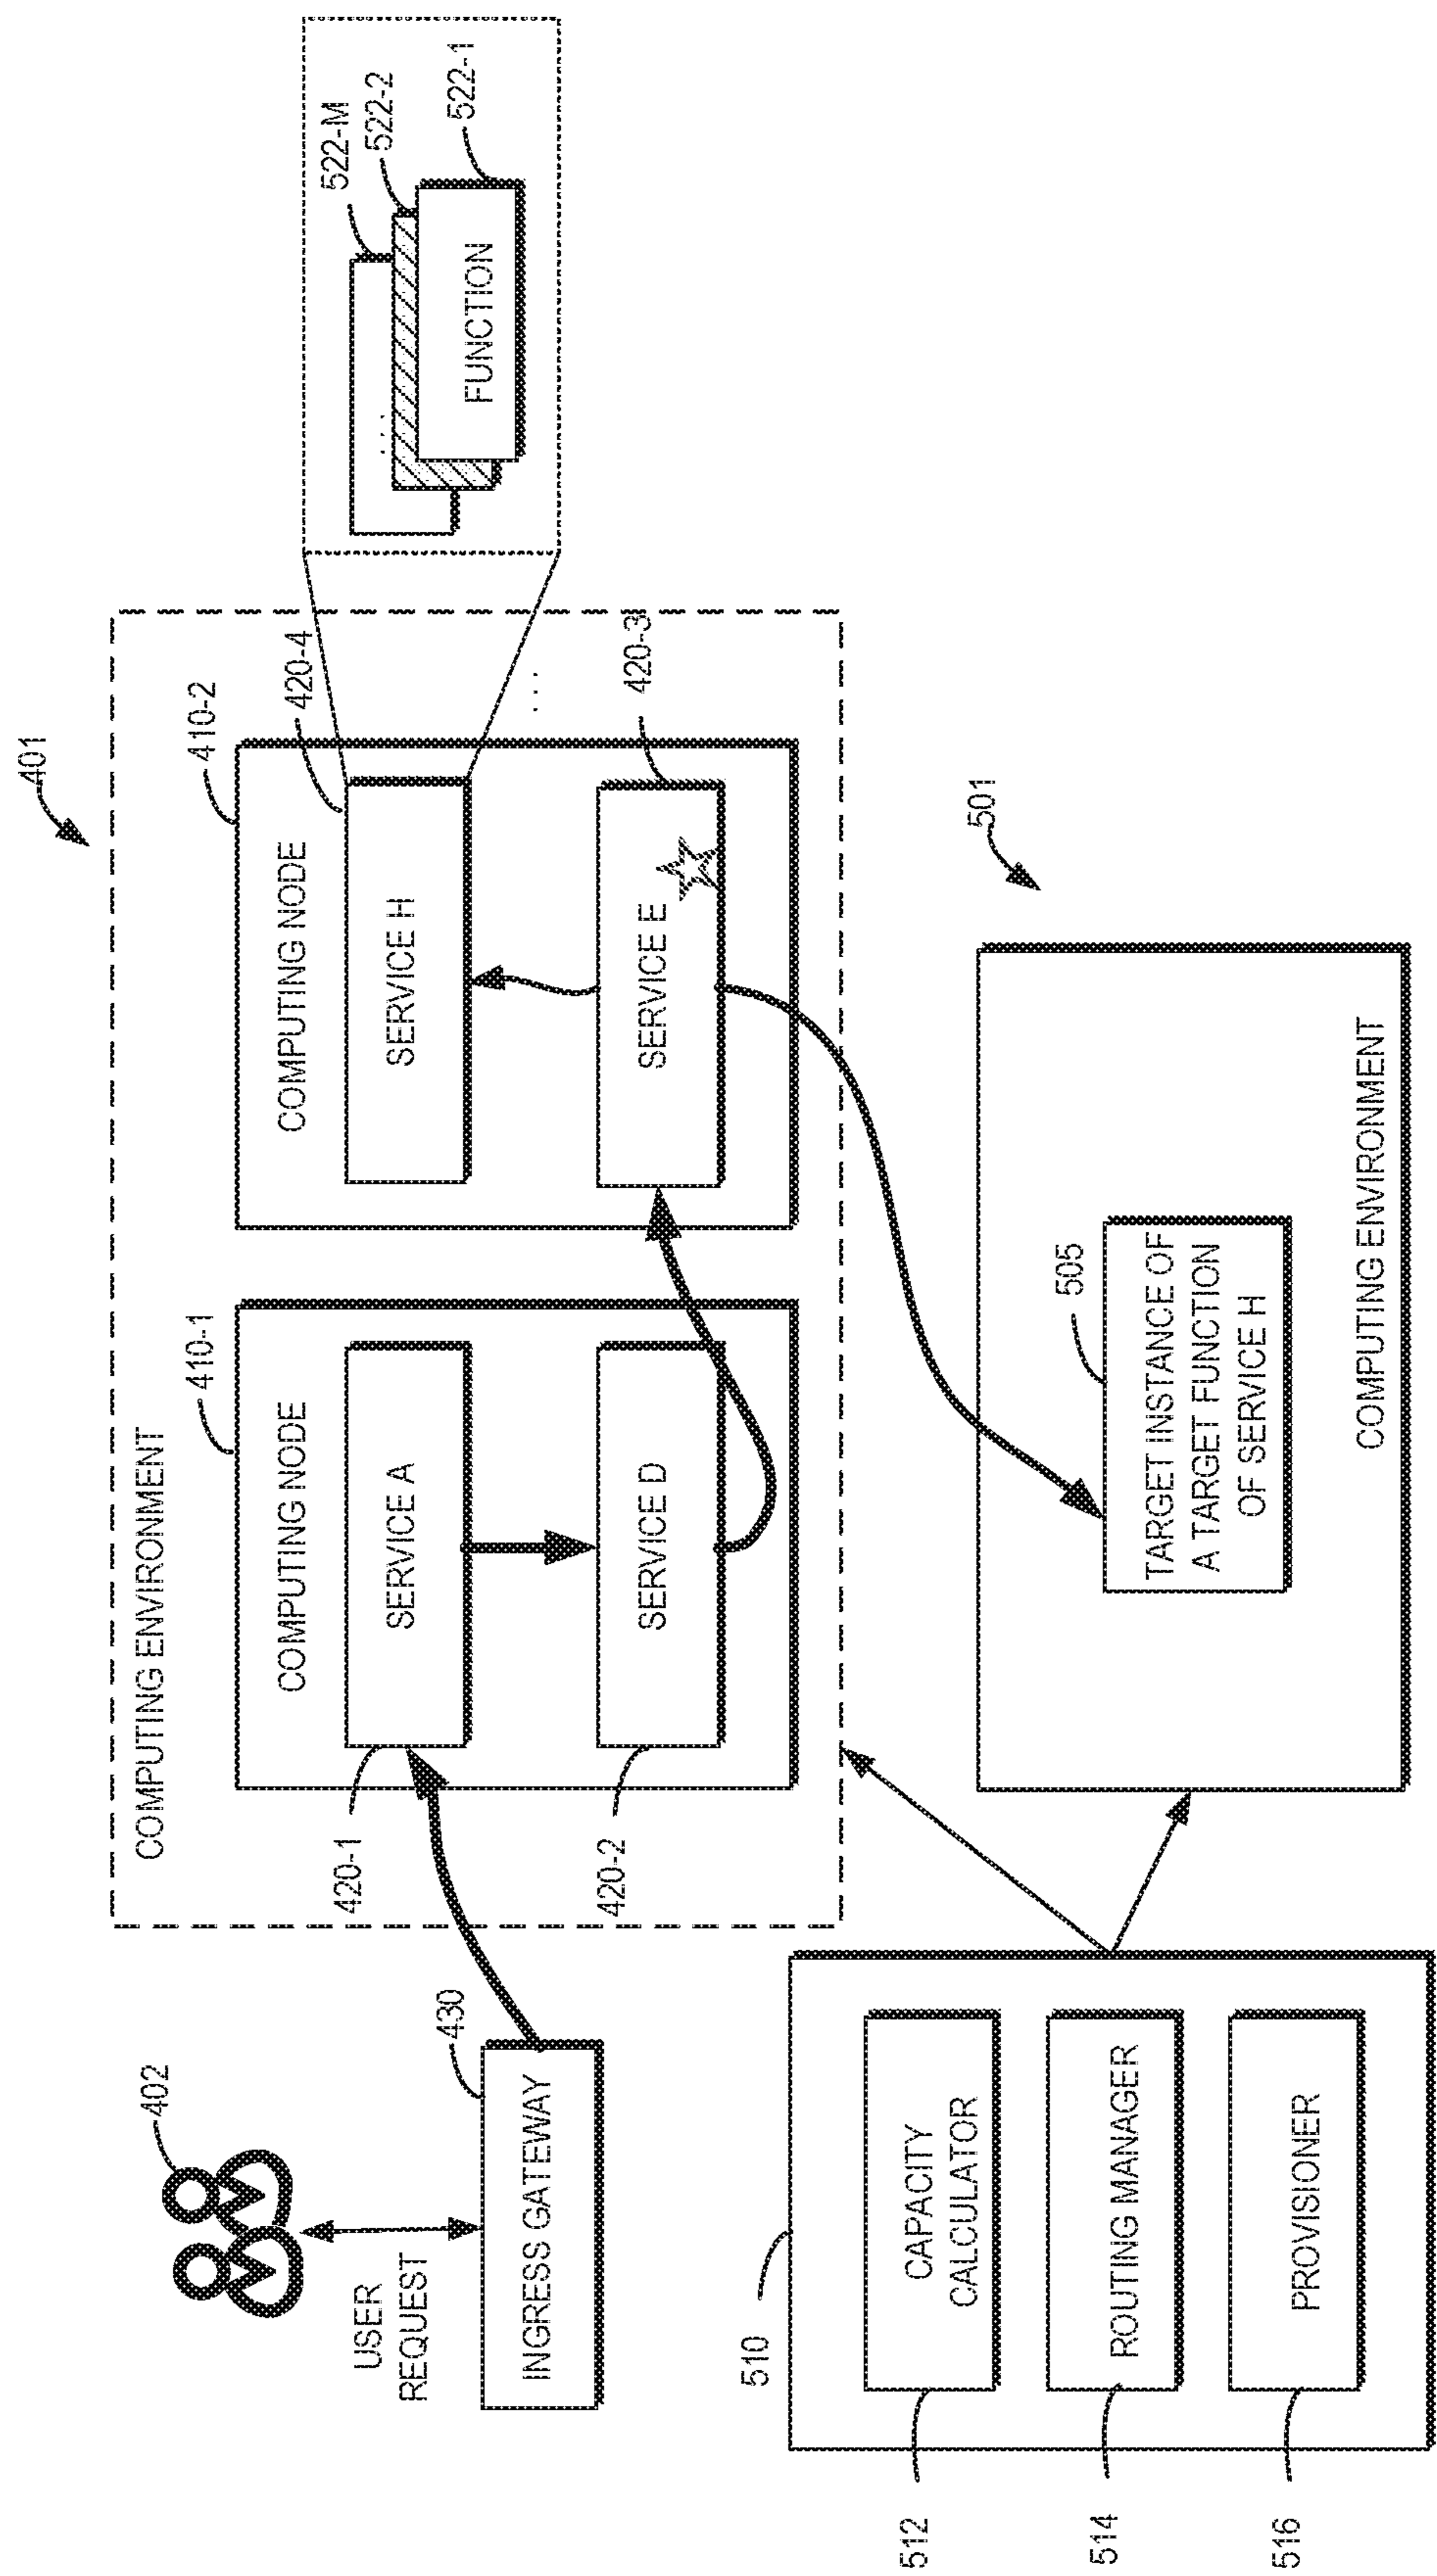 401
402
USER
REQUEST
430
INGRESS GATEWAY
COMPUTING ENVIRONMENT
410-1
COMPUTING NODE
420-1
SERVICE A
420-2
SERVICE D
410-2
COMPUTING NODE
420-4
SERVICE H
420-3
SERVICE E
. . .
522-M
522-2
522-1
....
FUNCTION
510
512
CAPACITY
CALCULATOR
514
ROUTING MANAGER
516
PROVISIONER
501
505
TARGET INSTANCE OF
A TARGET FUNCTION
OF SERVICE H
COMPUTING ENVIRONMENT